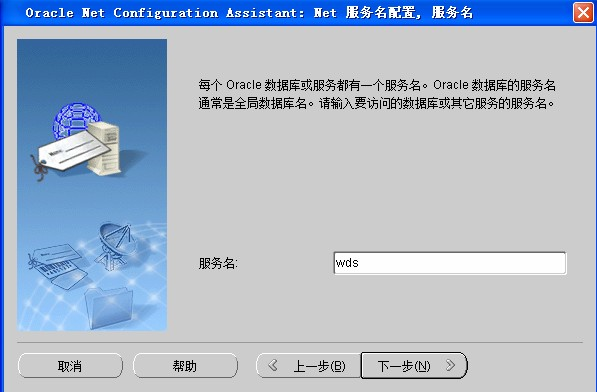 Oracle Net Configuration Assistant: Net 服务名配置, 服务名
每个 Oracle 数据库或服务都有一个服务名。Oracle 数据库的服务名
通常是全局数据库名。请输入要访问的数据库或其它服务的服务名。
服务名:
wds
取消
帮助
上一步(B)
下一步(N)